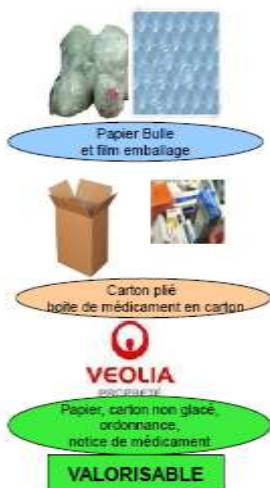 Papier Bulle
et film emballage
Carton plié
boite de médicament en carton
VEOLIA
PROPRETÉ
Papier, carton non glacé,
ordonnance,
notice de médicament
VALORISABLE